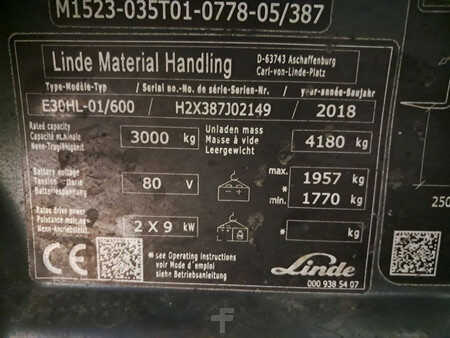 M1523-035T01-0778-05/387
Linde Material Handling
D-63743 Aschaffenburg
Carl-von-Linde-Platz
Type-Modèle-Typ / Serial no.-No de série-Serien-Nr. / year-année-Baujahr
E30HL-01/600 / H2X387J02149 / 2018
Rated capacity
Capacité nominale
Nenn-Tragfähigkeit
3000 kg
Unladen mass
Masse à vide
Leergewicht
4180 kg
Battery voltage
Tension batterie
Batteriespannung
80 V
max. 1957 kg
*
min. 1770 kg
Rated drive power
Puissance mot. nom.
Nenn-Antriebsleist.
2 X 9 kW
* kg
CE
* see Operating instructions
voir Mode d'emploi
siehe Betriebsanleitung
Linde
000 938 54 07
250